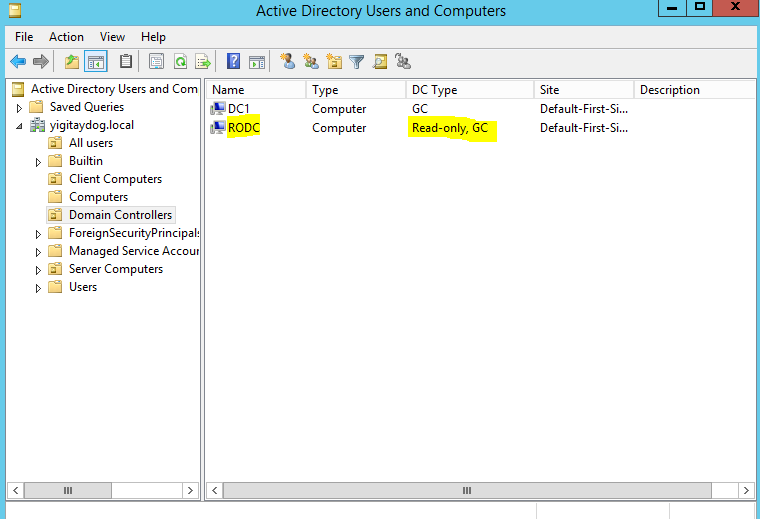 Active Directory Users and Computers
File Action View Help
Active Directory Users and Com
Saved Queries
yigitaydog.local
All users
Builtin
Client Computers
Computers
Domain Controllers
ForeignSecurityPrincipals
Managed Service Accour
Server Computers
Users
Name Type DC Type Site Description
DC1 Computer GC Default-First-Si...
RODC Computer Read-only, GC Default-First-Si...